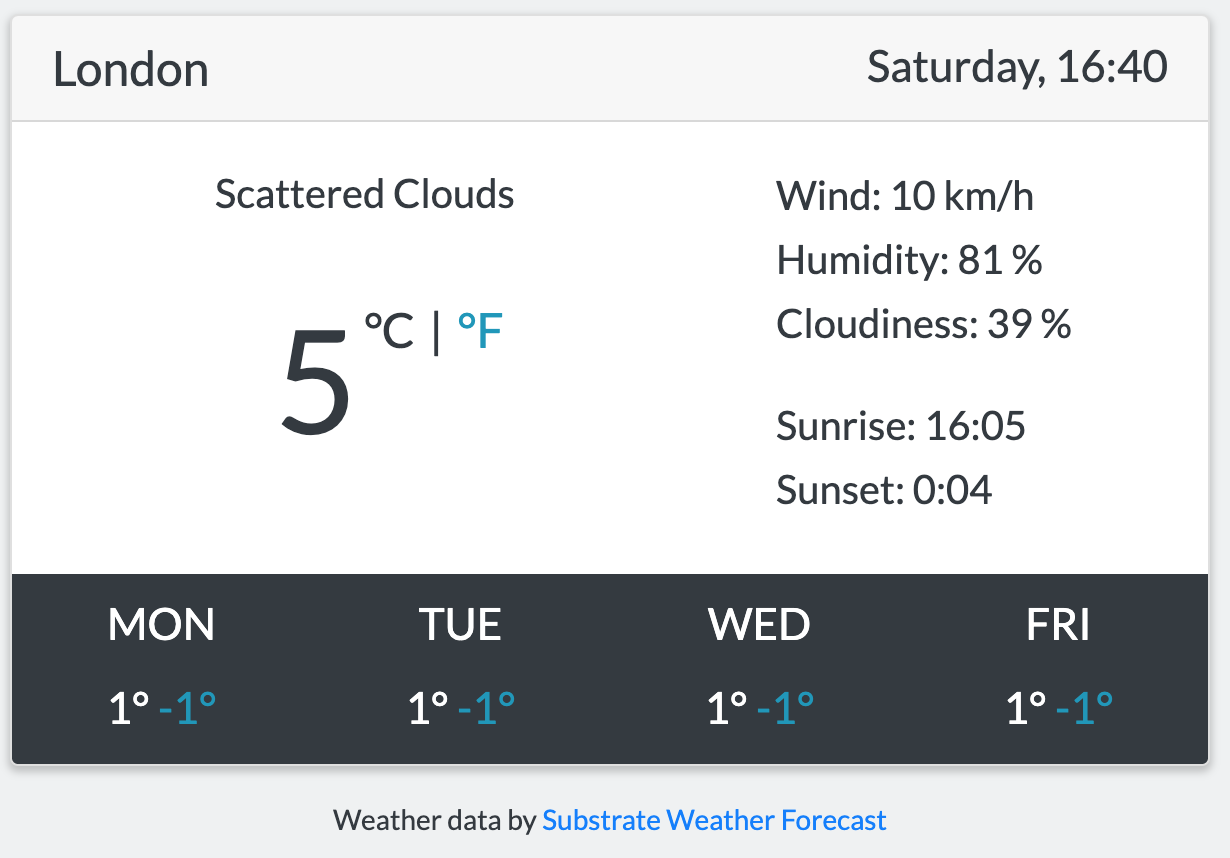 London
Saturday, 16:40
Scattered Clouds
5 °C | °F
Wind: 10 km/h
Humidity: 81 %
Cloudiness: 39 %
Sunrise: 16:05
Sunset: 0:04
MON TUE WED FRI
1° -1° 1° -1° 1° -1° 1° -1°
Weather data by Substrate Weather Forecast